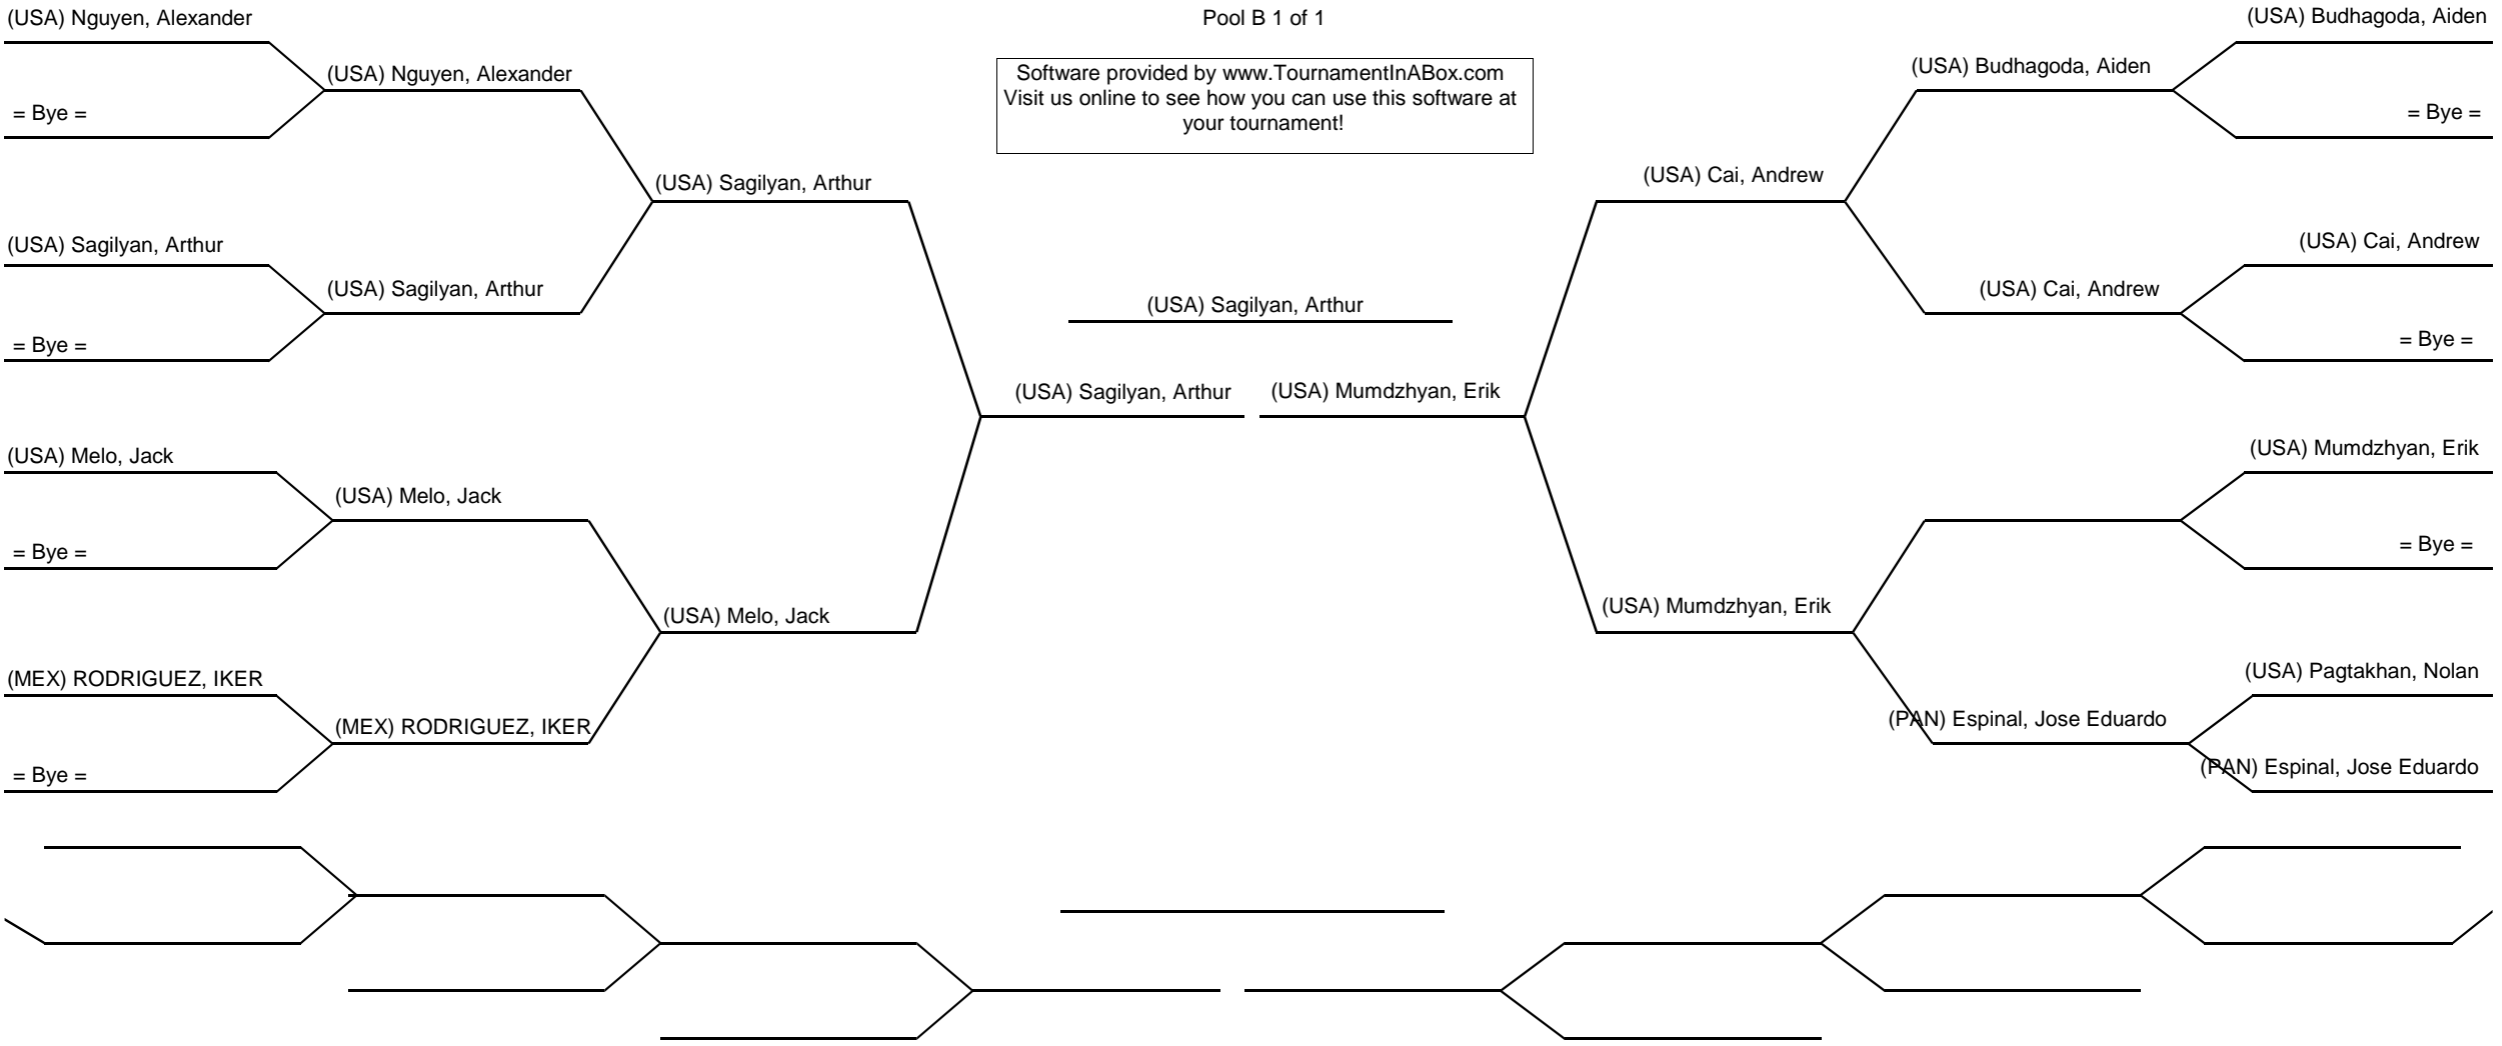 (USA) Nguyen, Alexander
Pool B 1 of 1
(USA) Budhagoda, Aiden
(USA) Nguyen, Alexander
Software provided by www.TournamentInABox.com
Visit us online to see how you can use this software at
your tournament!
(USA) Budhagoda, Aiden
= Bye =
= Bye =
(USA) Sagilyan, Arthur
(USA) Cai, Andrew
(USA) Sagilyan, Arthur
(USA) Cai, Andrew
(USA) Sagilyan, Arthur
(USA) Cai, Andrew
(USA) Sagilyan, Arthur
= Bye =
= Bye =
(USA) Sagilyan, Arthur
(USA) Mumdzhyan, Erik
(USA) Melo, Jack
(USA) Mumdzhyan, Erik
(USA) Melo, Jack
= Bye =
= Bye =
(USA) Melo, Jack
(USA) Mumdzhyan, Erik
(MEX) RODRIGUEZ, IKER
(USA) Pagtakhan, Nolan
(MEX) RODRIGUEZ, IKER
(PAN) Espinal, Jose Eduardo
= Bye =
(PAN) Espinal, Jose Eduardo